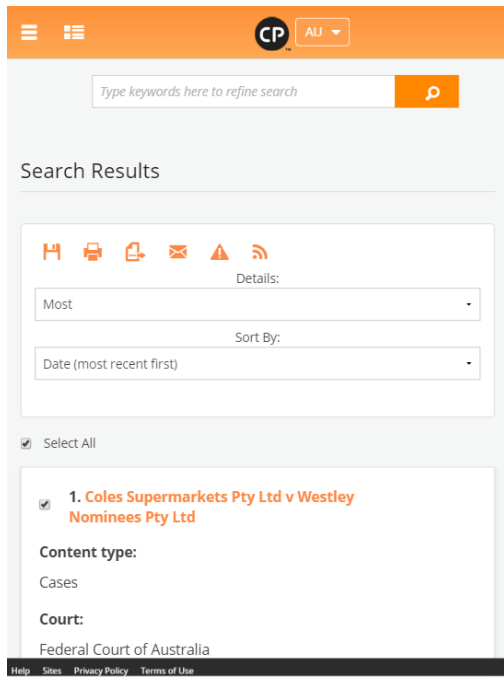 CP AU
Type keywords here to refine search
Search Results
Details:
Most
Sort By:
Date (most recent first)
Select All
1. Coles Supermarkets Pty Ltd v Westley
Nominees Pty Ltd
Content type:
Cases
Court:
Federal Court of Australia
Help Sites Privacy Policy Terms of Use